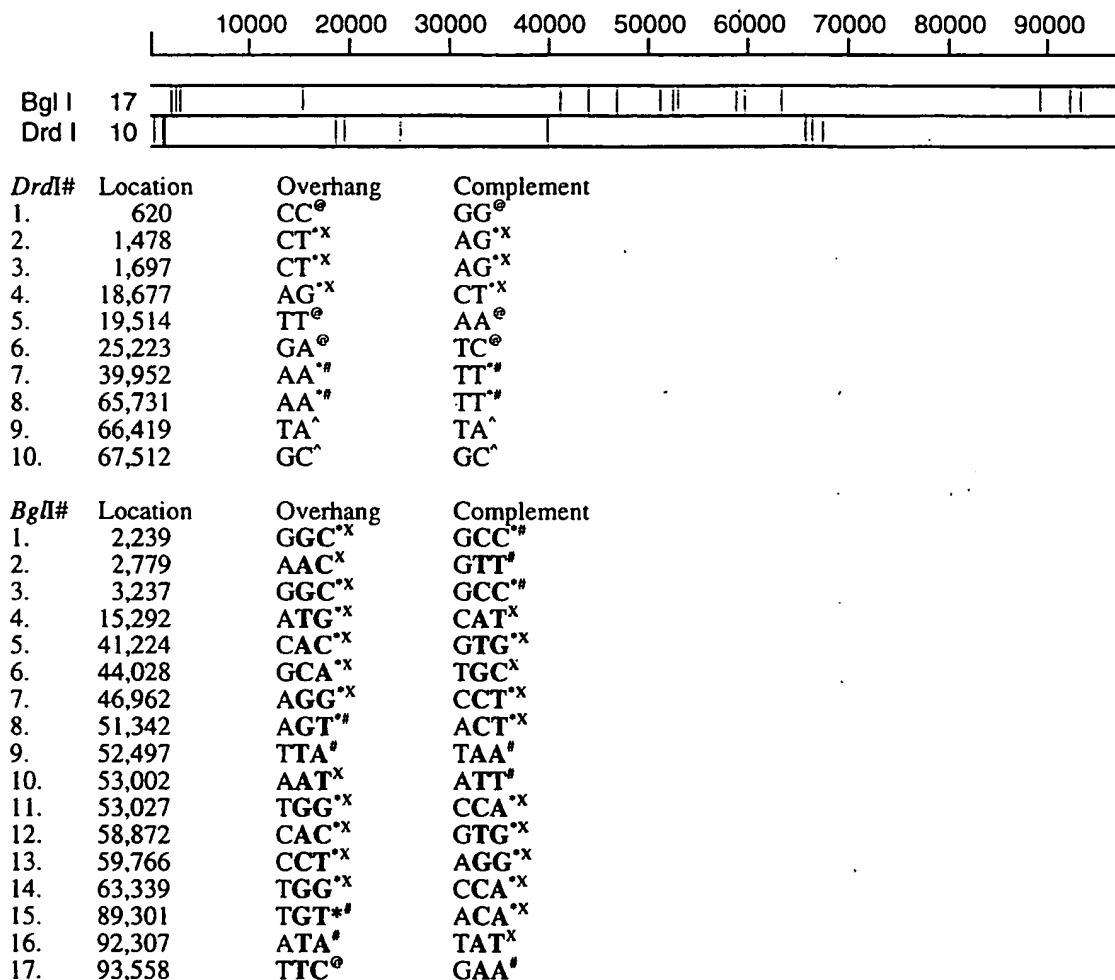 10000 20000 30000 40000 50000 60000 70000 80000 90000
Bgl I 17
Drd I 10
DrdI# Location Overhang Complement
1. 620 CC@ GG@
2. 1,478 CT*X AG*X
3. 1,697 CT*X AG*X
4. 18,677 AG*X CT*X
5. 19,514 TT@ AA@
6. 25,223 GA@ TC@
7. 39,952 AA*# TT*#
8. 65,731 AA*# TT*#
9. 66,419 TA^ TA^
10. 67,512 GC^ GC^
BglI# Location Overhang Complement
1. 2,239 GGC*X GCC*#
2. 2,779 AACX GTT#
3. 3,237 GGC*X GCC*#
4. 15,292 ATG*X CATX
5. 41,224 CAC*X GTG*X
6. 44,028 GCA*X TGCX
7. 46,962 AGG*X CCT*X
8. 51,342 AGT*# ACT*X
9. 52,497 TTA# TAA#
10. 53,002 AATX ATT#
11. 53,027 TGG*X CCA*X
12. 58,872 CAC*X GTG*X
13. 59,766 CCT*X AGG*X
14. 63,339 TGG*X CCA*X
15. 89,301 TGT*# ACA*X
16. 92,307 ATA# TATX
17. 93,558 TTC@ GAA#